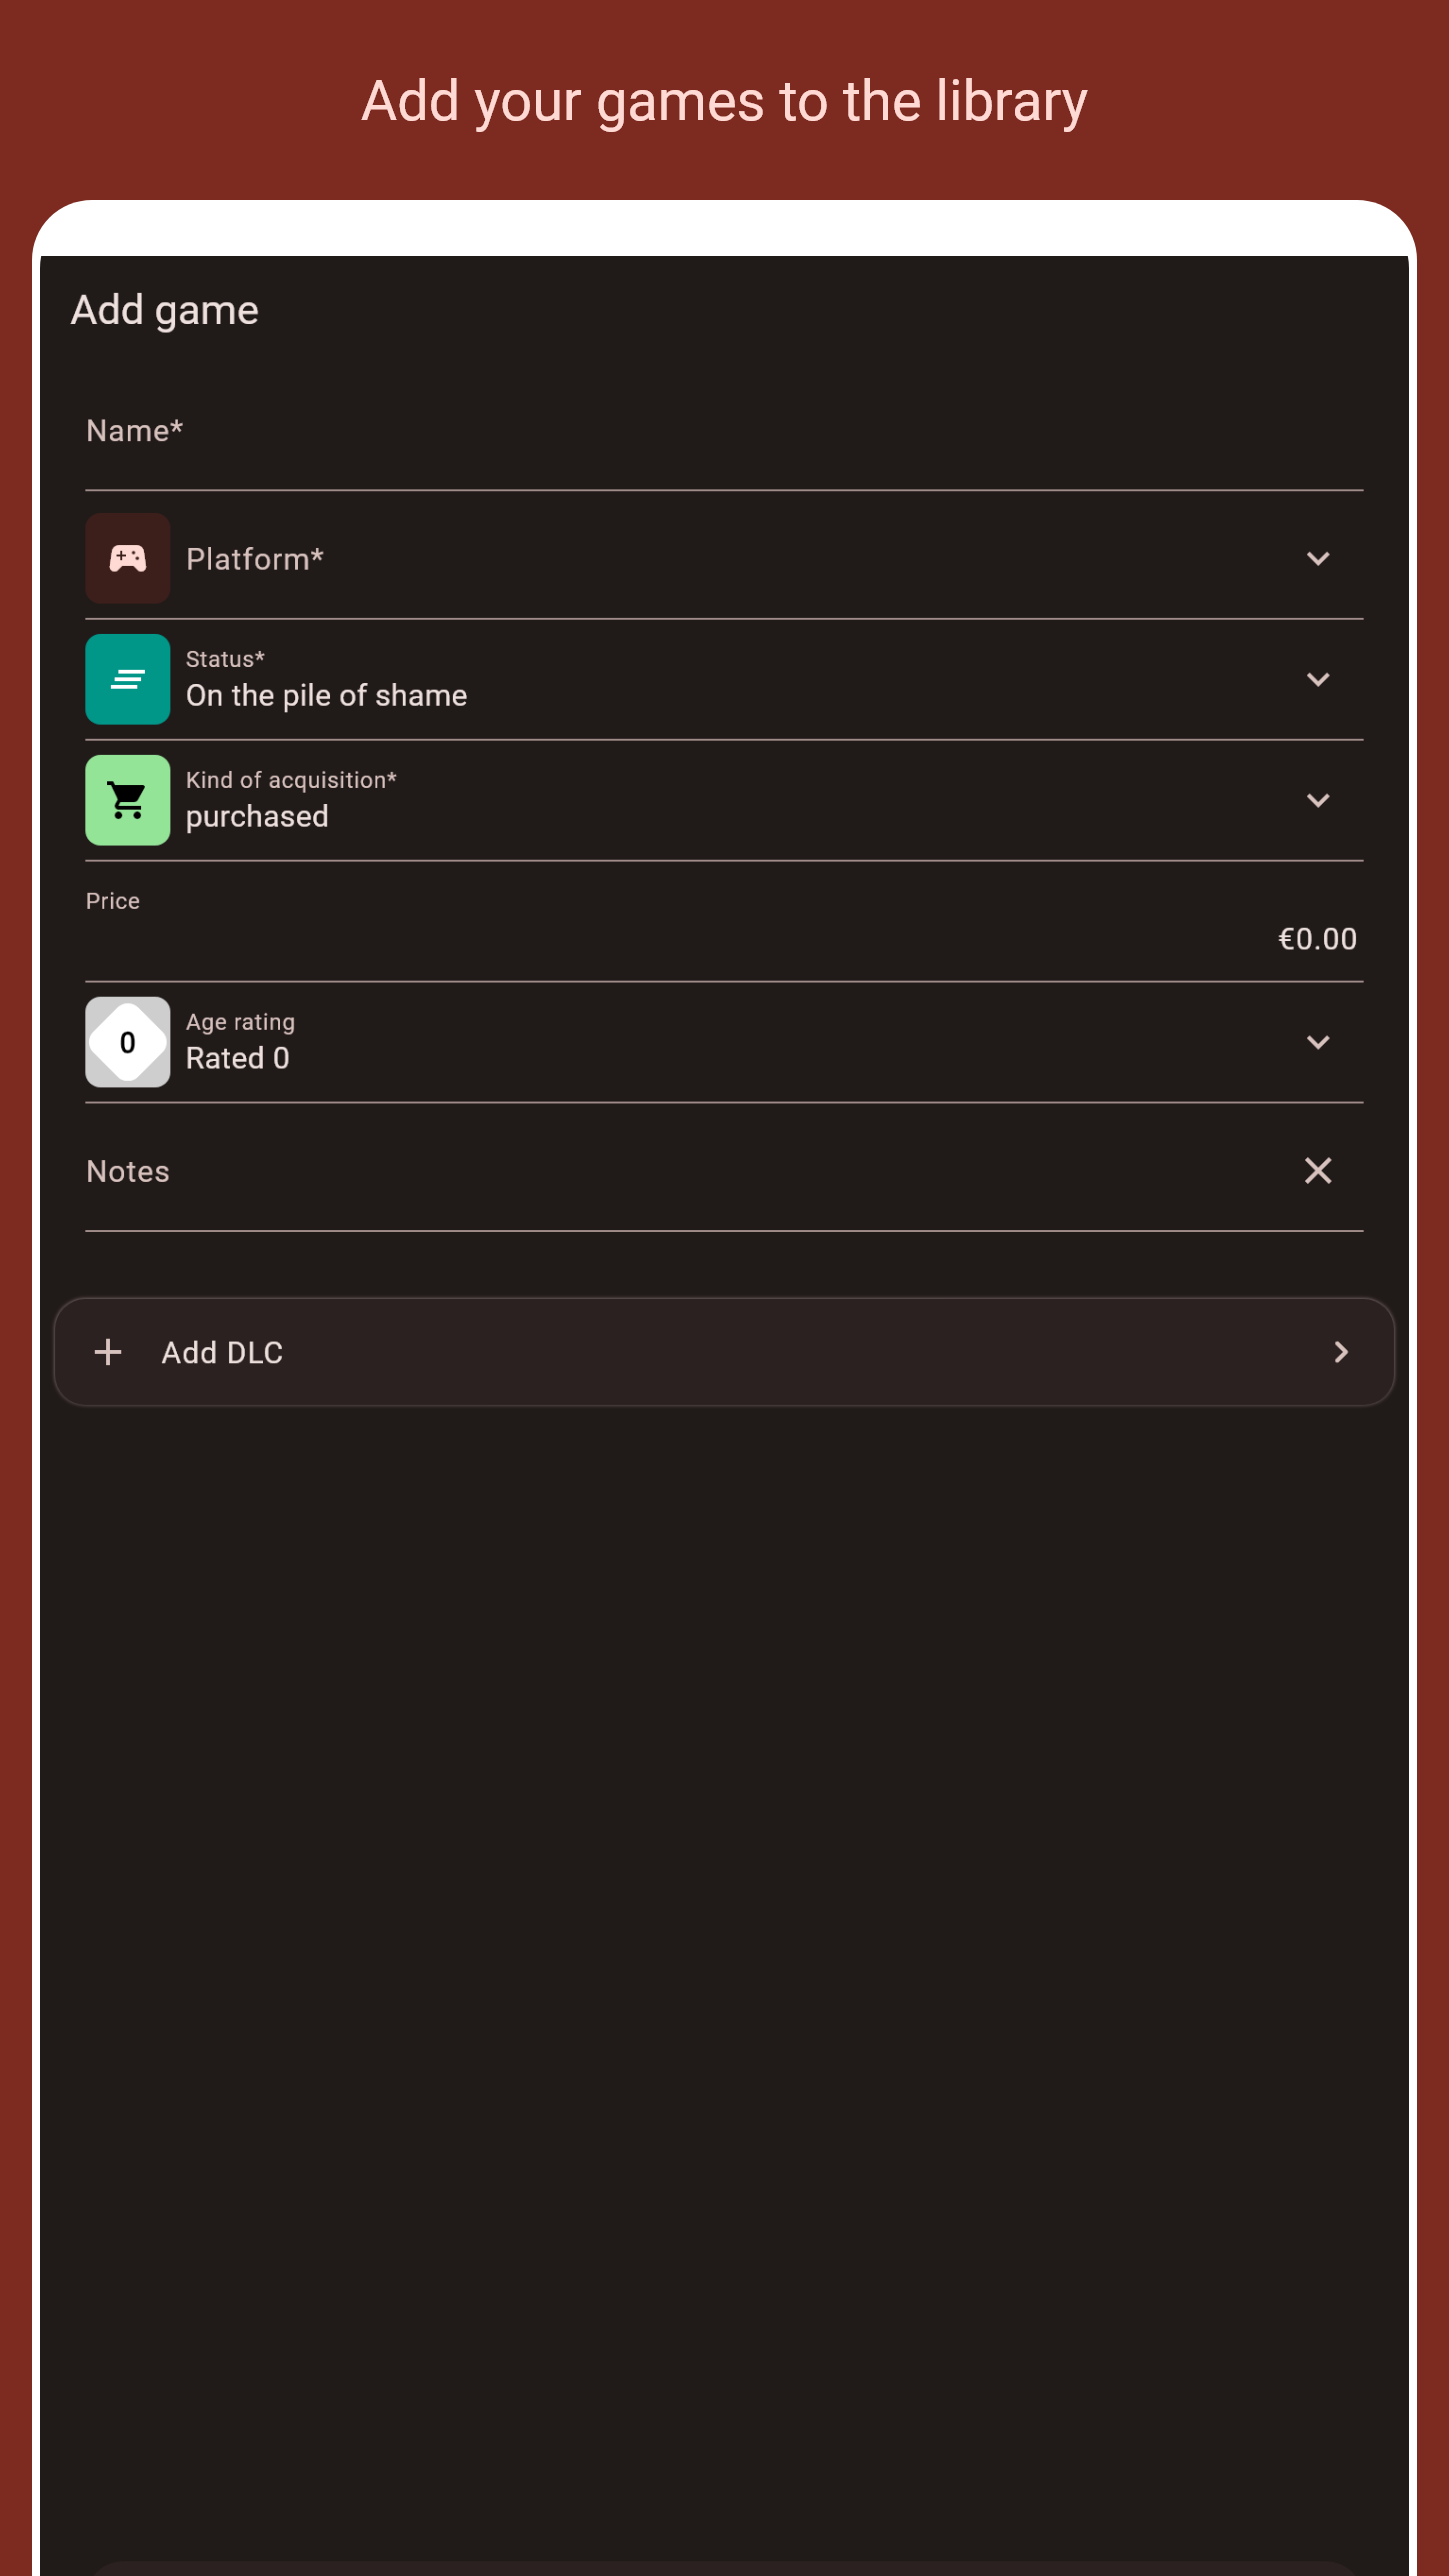 Add your games to the library
Add game
Name*
Platform*
Status*
On the pile of shame
Kind of acquisition*
purchased
Price
€0.00
0
Age rating
Rated 0
Notes
Add DLC